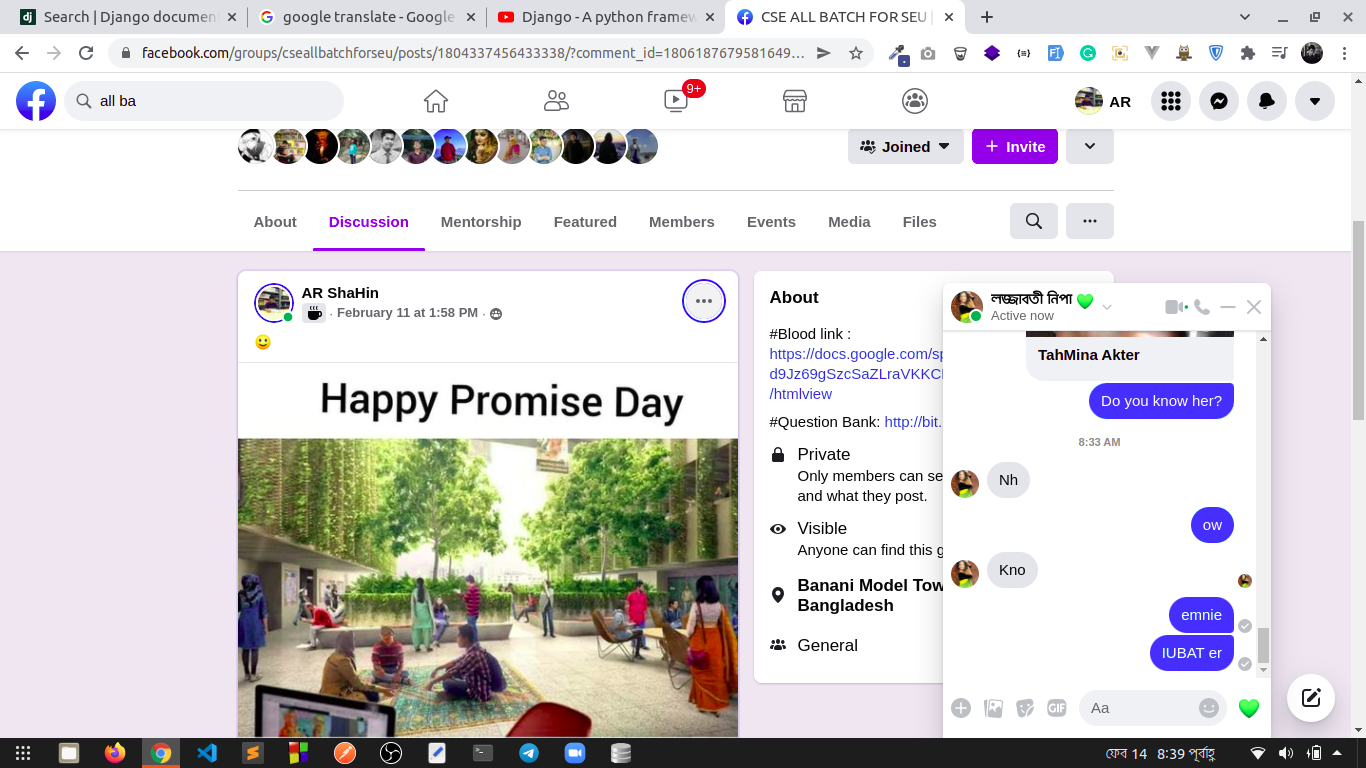 Search | Django documen
google translate - Google
Django - A python framew
CSE ALL BATCH FOR SEU |
facebook.com/groups/cseallbatchforseu/posts/1804337456433338/?comment_id=1806187679581649...
all ba
9+
AR
Joined
Invite
About
Discussion
Mentorship
Featured
Members
Events
Media
Files
AR ShaHin
· February 11 at 1:58 PM ·
Happy Promise Day
About
#Blood link :
https://docs.google.com/sp
d9Jz69gSzcSaZLraVKKC
/htmlview
#Question Bank: http://bit.
Private
Only members can se
and what they post.
Visible
Anyone can find this g
Banani Model Tow
Bangladesh
General
লজ্জাবতী নিপা
Active now
TahMina Akter
Do you know her?
8:33 AM
Nh
ow
Kno
emnie
IUBAT er
GIF
Aa
ফেব 14 8:39 পূর্বাহ্ণ